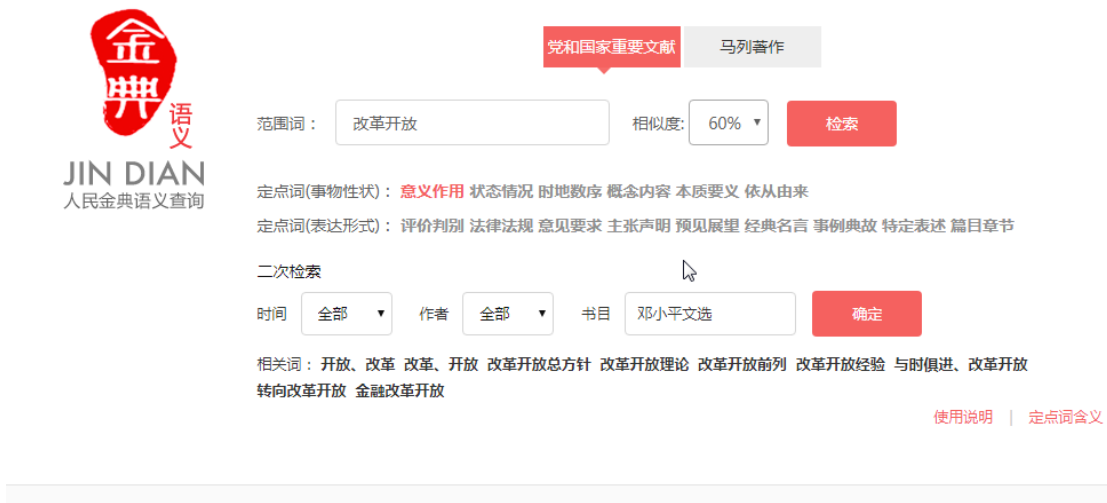 金典
语义
JIN DIAN
人民金典语义查询
党和国家重要文献 马列著作
范围词： 改革开放 相似度: 60% 检索
定点词(事物性状)： 意义作用 状态情况 时地数序 概念内容 本质要义 依从由来
定点词(表达形式)： 评价判别 法律法规 意见要求 主张声明 预见展望 经典名言 事例典故 特定表述 篇目章节
二次检索
时间 全部 作者 全部 书目 邓小平文选 确定
相关词： 开放、改革 改革、开放 改革开放总方针 改革开放理论 改革开放前列 改革开放经验 与时俱进、改革开放
转向改革开放 金融改革开放
使用说明 | 定点词含义